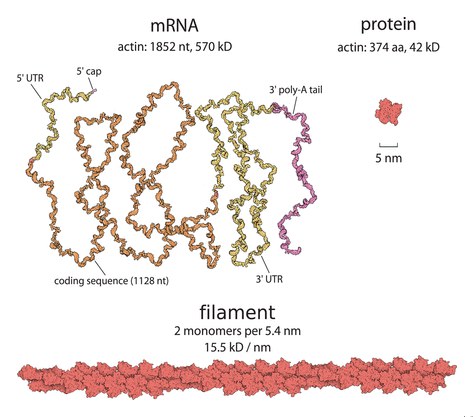 mRNA
actin: 1852 nt, 570 kD
protein
actin: 374 aa, 42 kD
5' UTR
5' cap
3' poly-A tail
5 nm
coding sequence (1128 nt)
3' UTR
filament
2 monomers per 5.4 nm
15.5 kD / nm